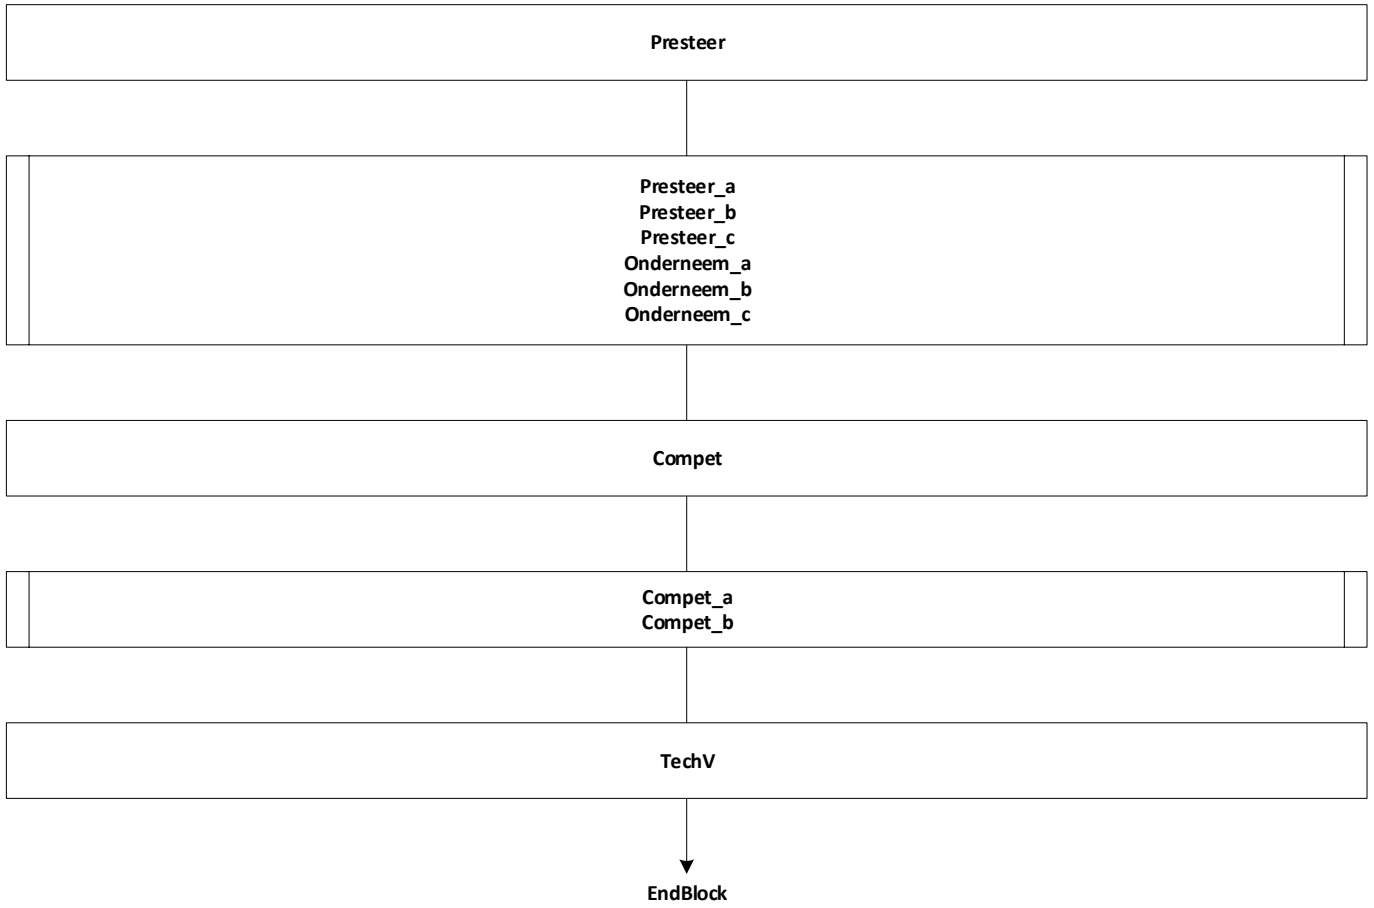 Presteer
Presteer_a
Presteer_b
Presteer_c
Onderneem_a
Onderneem_b
Onderneem_c
Compet
Compet_a
Compet_b
TechV
EndBlock